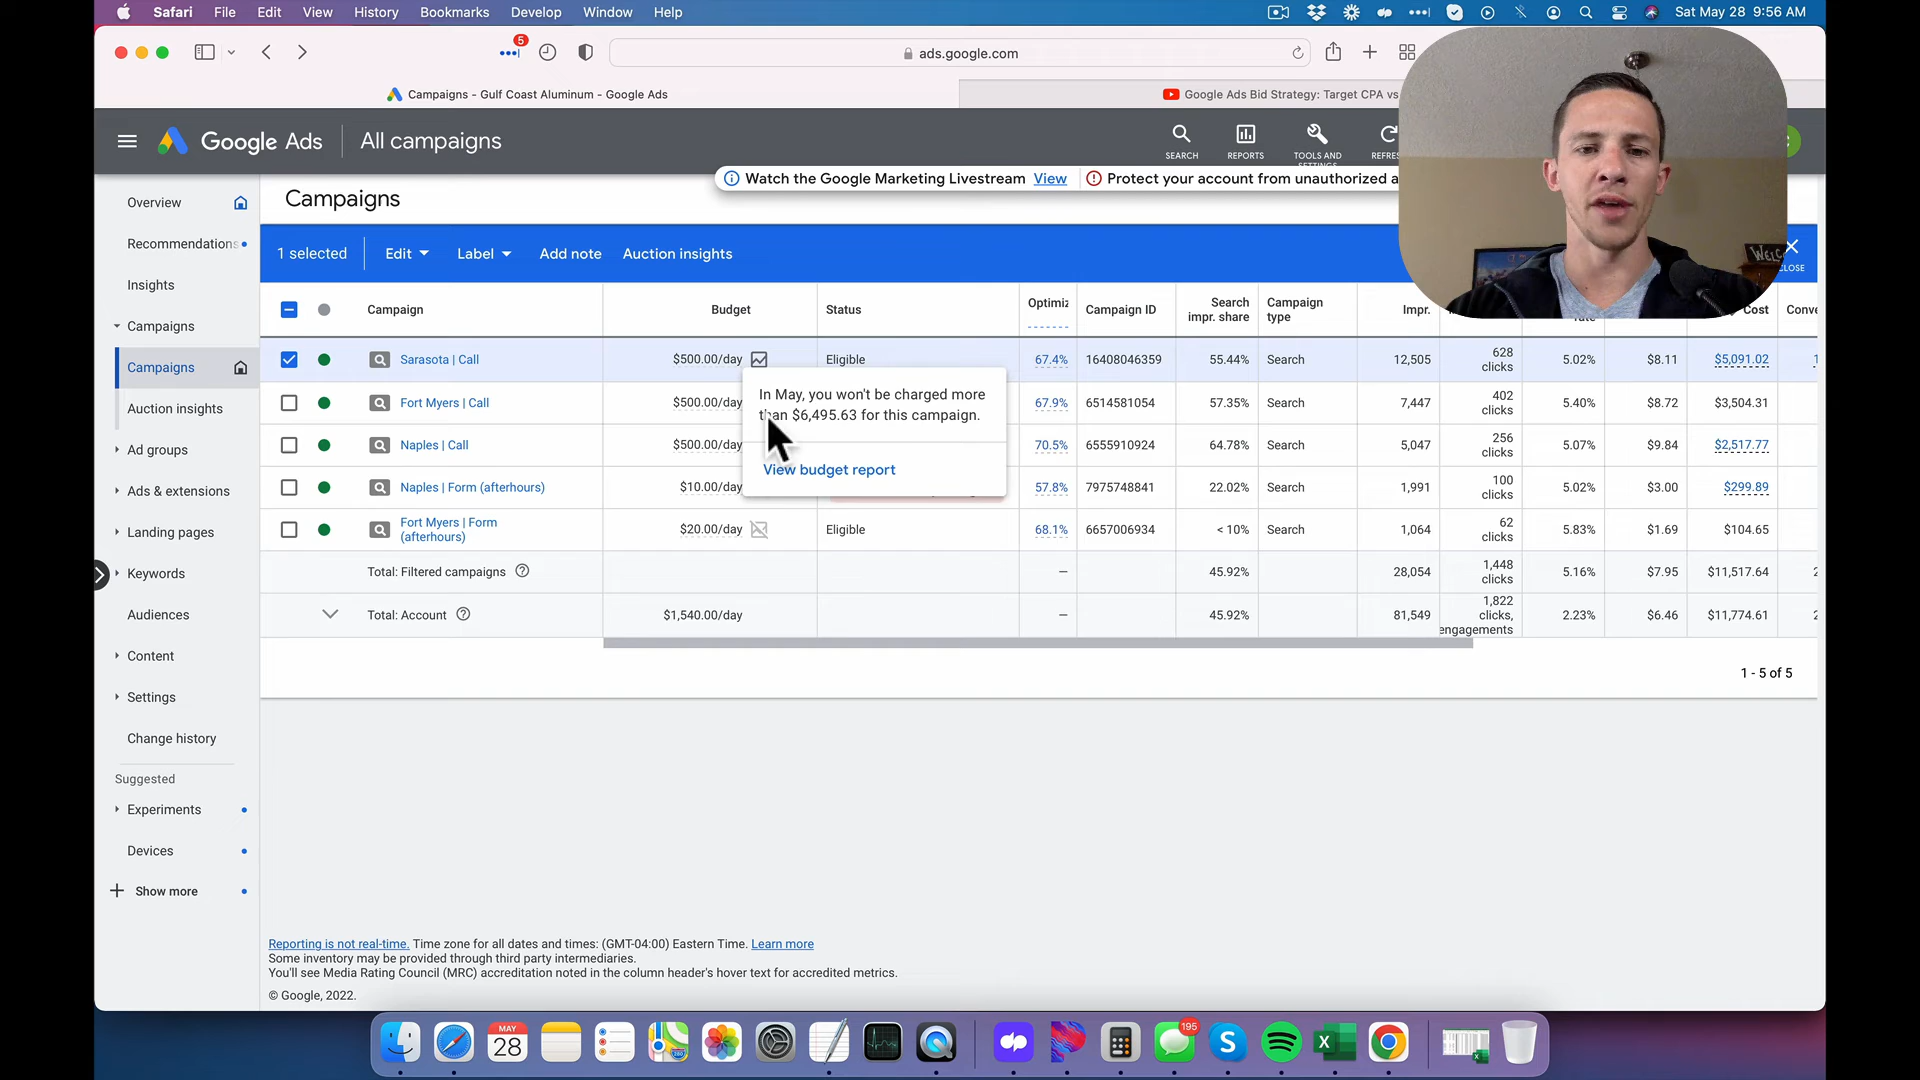 Safari File Edit View History Bookmarks Develop Window Help Sat May 28 9:56 AM
5
ads.google.com
Campaigns - Gulf Coast Aluminum - Google Ads
Google Ads Bid Strategy: Target CPA vs
Google Ads All campaigns
SEARCH REPORTS TOOLS AND SETTINGS
Watch the Google Marketing Livestream View Protect your account from unauthorized a
Overview
Recommendations
Insights
Campaigns
Campaigns
Auction insights
Ad groups
Ads & extensions
Landing pages
Keywords
Audiences
Content
Settings
Change history
Suggested
Experiments
Devices
Show more
Campaigns
1 selected Edit Label Add note Auction insights
CLOSE
WELC
Campaign Budget Status Optimiz Campaign ID Search impr. share Campaign type Impr. Cost Conve
Sarasota | Call $500.00/day Eligible 67.4% 16408046359 55.44% Search 12,505 628 clicks 5.02% $8.11 $5,091.02
Fort Myers | Call $500.00/day 67.9% 6514581054 57.35% Search 7,447 402 clicks 5.40% $8.72 $3,504.31
Naples | Call $500.00/day 70.5% 6555910924 64.78% Search 5,047 256 clicks 5.07% $9.84 $2,517.77
Naples | Form (afterhours) $10.00/day 57.8% 7975748841 22.02% Search 1,991 100 clicks 5.02% $3.00 $299.89
Fort Myers | Form (afterhours) $20.00/day Eligible 68.1% 6657006934 < 10% Search 1,064 62 clicks 5.83% $1.69 $104.65
Total: Filtered campaigns — 45.92% 28,054 1,448 clicks 5.16% $7.95 $11,517.64
Total: Account $1,540.00/day — 45.92% 81,549 1,822 clicks, engagements 2.23% $6.46 $11,774.61
In May, you won't be charged more
than $6,495.63 for this campaign.
View budget report
1 - 5 of 5
Reporting is not real-time. Time zone for all dates and times: (GMT-04:00) Eastern Time. Learn more
Some inventory may be provided through third party intermediaries.
You'll see Media Rating Council (MRC) accreditation noted in the column header's hover text for accredited metrics.
© Google, 2022.
MAY
28
195